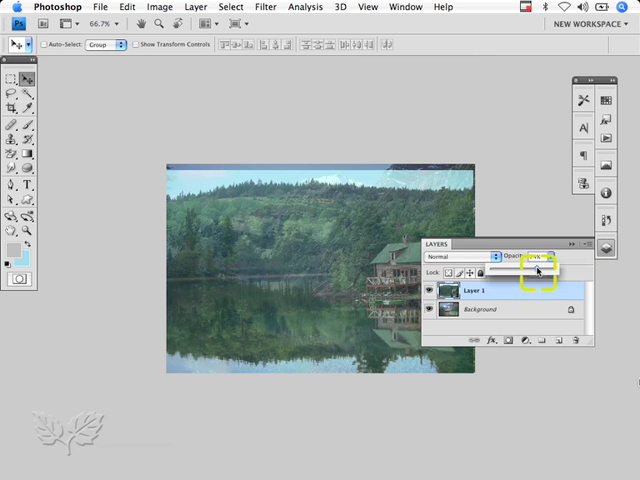 Photoshop File Edit Image Layer Select Filter Analysis 3D View Window Help
Ps 66.7% NEW WORKSPACE
Auto-Select: Group Show Transform Controls
LAYERS
Normal
Lock:
Layer 1
Background